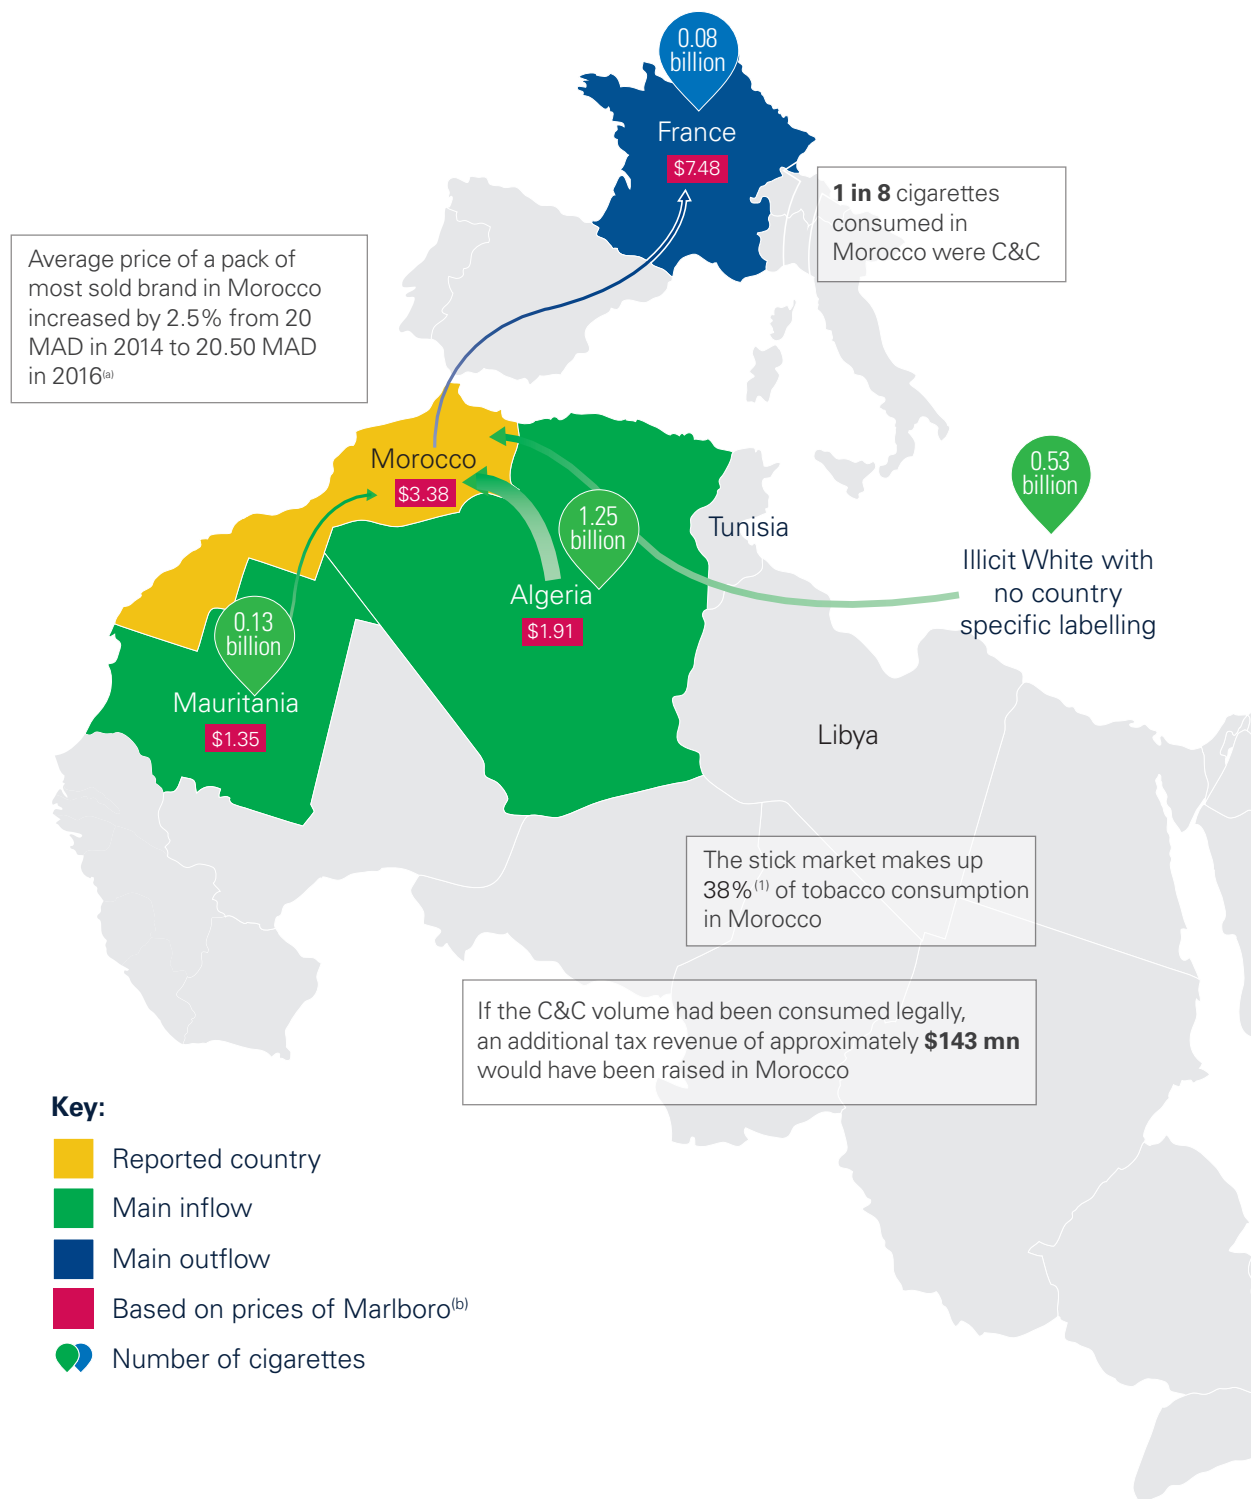 0.08
billion
France
$7.48
1 in 8 cigarettes
consumed in
Morocco were C&C
Average price of a pack of
most sold brand in Morocco
increased by 2.5% from 20
MAD in 2014 to 20.50 MAD
in 2016(a)
Morocco
$3.38
0.53
billion
Illicit White with
no country
specific labelling
1.25
billion
Tunisia
Algeria
$1.91
0.13
billion
Mauritania
$1.35
Libya
The stick market makes up
38%(1) of tobacco consumption
in Morocco
If the C&C volume had been consumed legally,
an additional tax revenue of approximately $143 mn
would have been raised in Morocco
Key:
Reported country
Main inflow
Main outflow
Based on prices of Marlboro(b)
Number of cigarettes